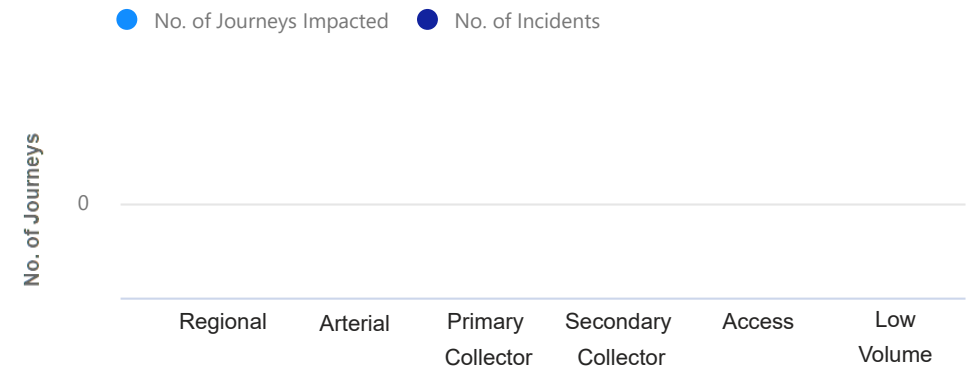 No. of Journeys Impacted No. of Incidents
No. of Journeys
0
Regional Arterial Primary Secondary Access Low
Collector Collector Volume